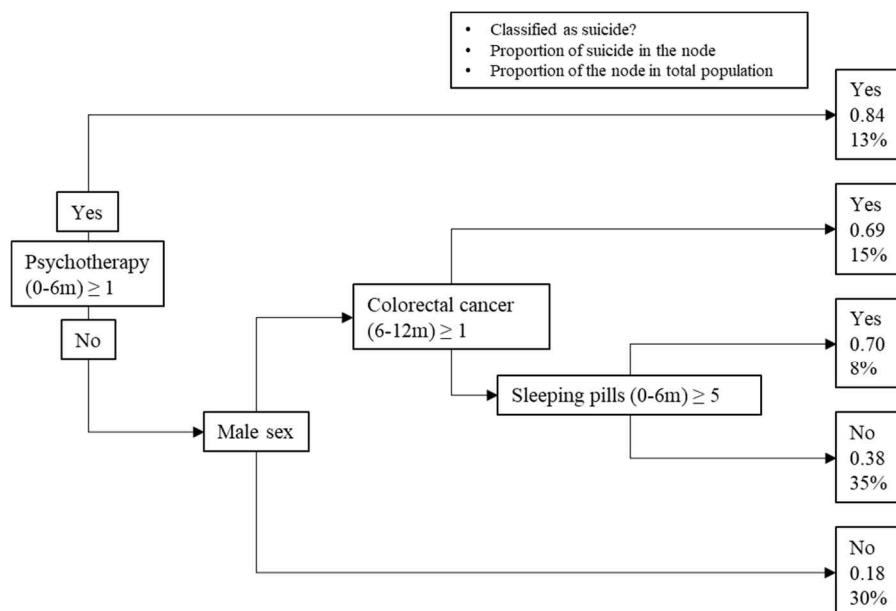 • Classified as suicide?
• Proportion of suicide in the node
• Proportion of the node in total population
Yes
0.84
13%
Yes
Psychotherapy
(0-6m) ≥ 1
No
Yes
0.69
15%
Colorectal cancer
(6-12m) ≥ 1
Yes
0.70
8%
Sleeping pills (0-6m) ≥ 5
Male sex
No
0.38
35%
No
0.18
30%